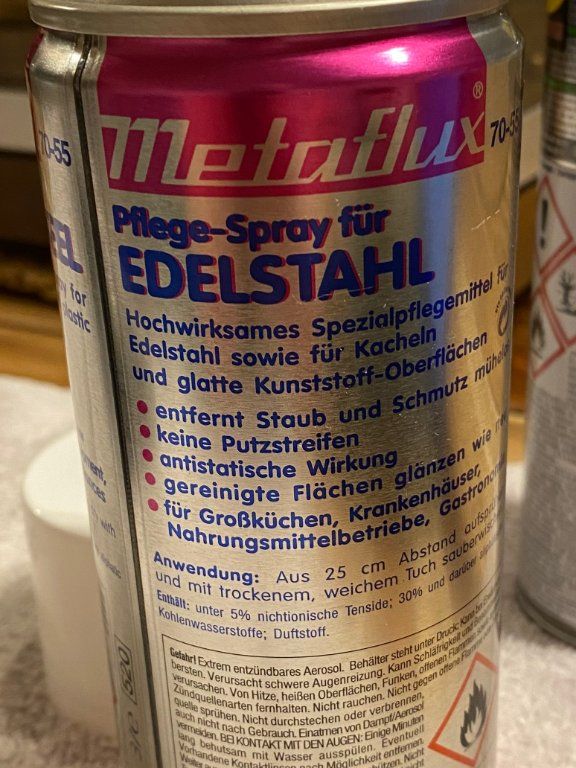 Metaflux®
70-55
70-55
Pflege-Spray für
EDELSTAHL
Hochwirksames Spezialpflegemittel für
Edelstahl sowie für Kacheln
und glatte Kunststoff-Oberflächen
entfernt Staub und Schmutz
keine Putzstreifen
antistatische Wirkung
gereinigte Flächen glänzen wie
für Großküchen, Krankenhäuser,
Nahrungsmittelbetriebe,
Anwendung: Aus 25 cm Abstand
und mit trockenem, weichem Tuch
Enthält: unter 5% nichtionische Tenside; 30% und darüber
Kohlenwasserstoffe; Duftstoff.
Gefahr! Extrem entzündbares Aerosol. Behälter steht unter Druck: Kann bei
bersten. Verursacht schwere Augenreizung. Kann Schläfrigkeit und
verursachen. Von Hitze, heißen Oberflächen, Funken, offenen Flammen
Zündquellenarten fernhalten. Nicht rauchen. Nicht gegen offene
quelle sprühen. Nicht durchstechen oder verbrennen,
auch nicht nach Gebrauch. Einatmen von Dampf/Aerosol
vermeiden. BEI KONTAKT MIT DEN AUGEN: Einige Minuten
lang behutsam mit Wasser ausspülen. Eventuell
Vorhandene Kontaktlinsen nach Möglichkeit entfernen.
for
with